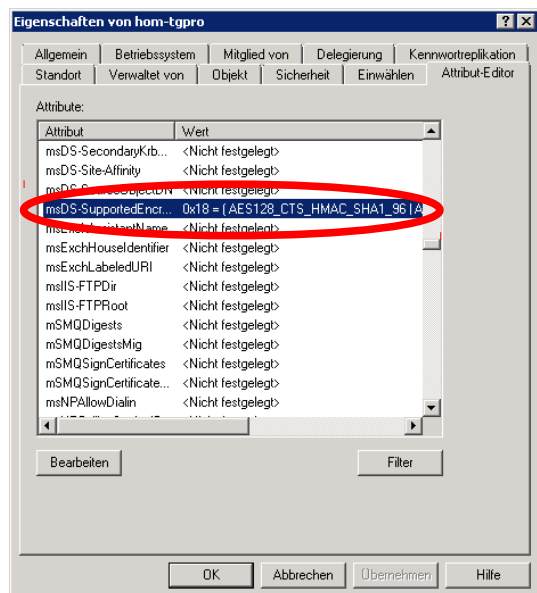 Eigenschaften von hom-tgpro
Allgemein Betriebssystem Mitglied von Delegierung Kennwortreplikation
Standort Verwaltet von Objekt Sicherheit Einwählen Attribut-Editor
Attribute:
Attribut Wert
msDS-SecondaryKrb... <Nicht festgelegt>
msDS-Site-Affinity <Nicht festgelegt>
msDS-SourceObjectDN <Nicht festgelegt>
msDS-SupportedEncr... 0x18 = ( AES128_CTS_HMAC_SHA1_96 | A
msExchAssistantName <Nicht festgelegt>
msExchHouseIdentifier <Nicht festgelegt>
msExchLabeledURI <Nicht festgelegt>
msIIS-FTPDir <Nicht festgelegt>
msIIS-FTPRoot <Nicht festgelegt>
mSMQDigests <Nicht festgelegt>
mSMQDigestsMig <Nicht festgelegt>
mSMQSignCertificates <Nicht festgelegt>
mSMQSignCertificate... <Nicht festgelegt>
msNPAllowDialin <Nicht festgelegt>
Bearbeiten Filter
OK Abbrechen Übernehmen Hilfe